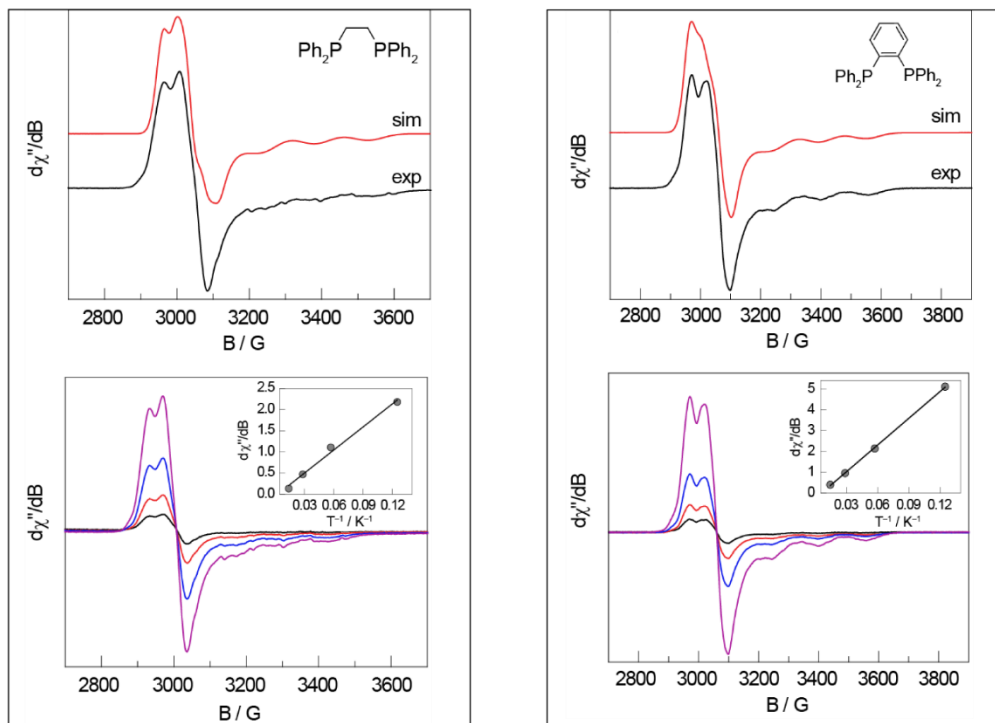 Ph₂P PPh₂
sim
exp
dχ"/dB
2800 3000 3200 3400 3600
B / G
Ph₂P PPh₂
sim
exp
dχ"/dB
2800 3000 3200 3400 3600 3800
B / G
2.5
2.0
1.5
1.0
0.5
0.0
dχ"/dB
0.03 0.06 0.09 0.12
T⁻¹ / K⁻¹
dχ"/dB
2800 3000 3200 3400 3600
B / G
5
4
3
2
1
0
dχ"/dB
0.03 0.06 0.09 0.12
T⁻¹ / K⁻¹
dχ"/dB
2800 3000 3200 3400 3600 3800
B / G